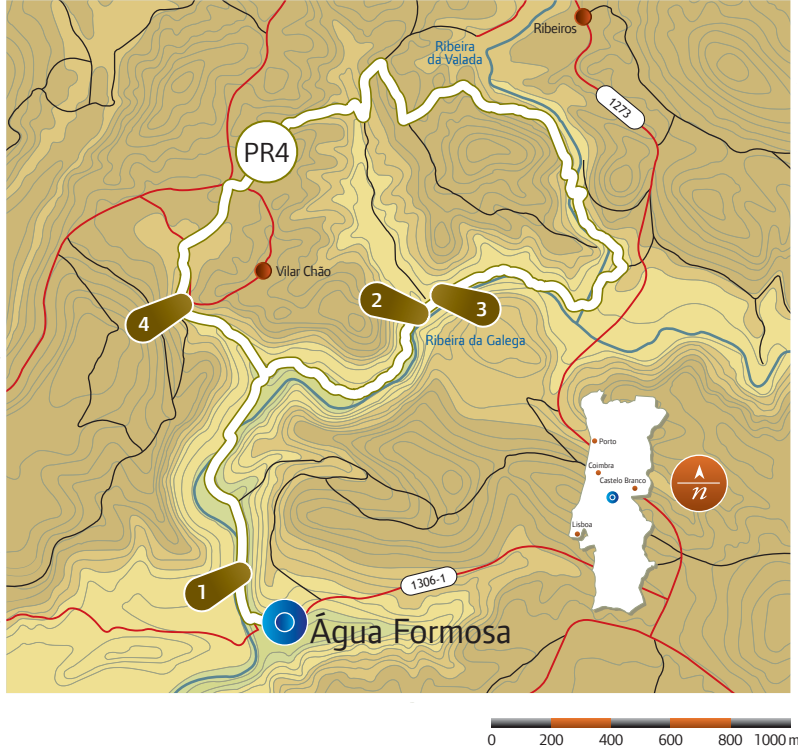 Ribeiros
Ribeira
da Valada
1273
PR4
Vilar Chão
2
3
4
Ribeira da Galega
Porto
Coimbra
Castelo Branco
n
Lisboa
1
1306-1
Água Formosa
0 200 400 600 800 1000 m